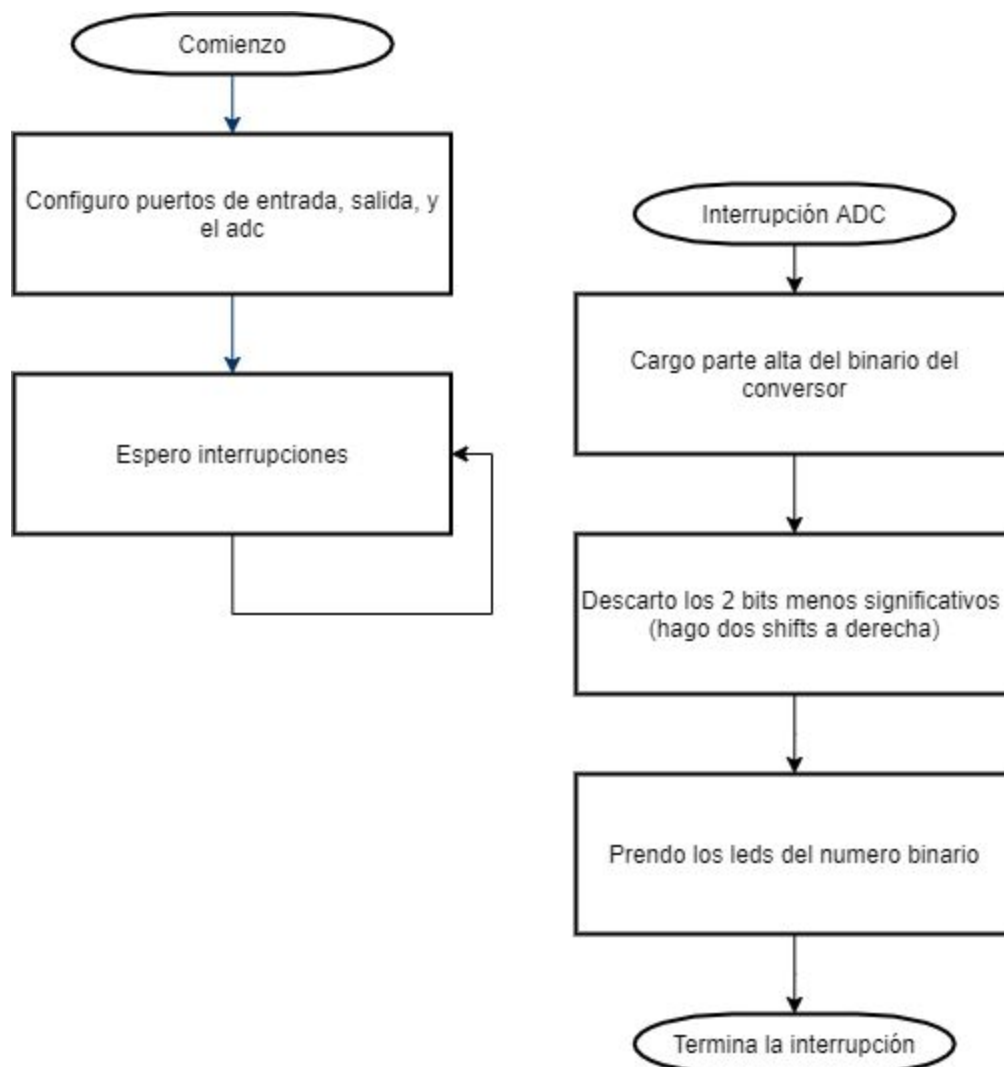 Comienzo
Configuro puertos de entrada, salida, y
el adc
Espero interrupciones
Interrupción ADC
Cargo parte alta del binario del
conversor
Descarto los 2 bits menos significativos
(hago dos shifts a derecha)
Prendo los leds del numero binario
Termina la interrupción